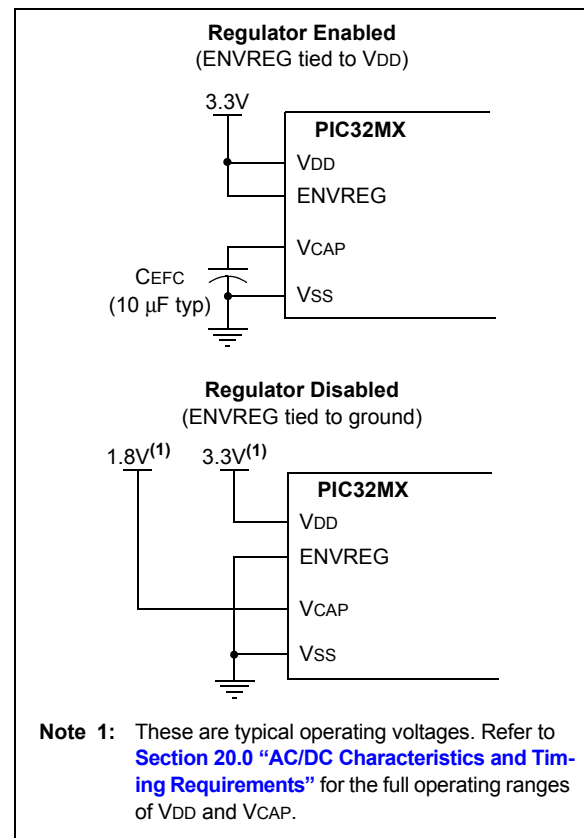 Regulator Enabled
(ENVREG tied to VDD)
3.3V
PIC32MX
VDD
ENVREG
VCAP
CEFC
(10 μF typ)
VSS
Regulator Disabled
(ENVREG tied to ground)
1.8V(1) 3.3V(1)
PIC32MX
VDD
ENVREG
VCAP
VSS
Note 1: These are typical operating voltages. Refer to
Section 20.0 “AC/DC Characteristics and Tim-
ing Requirements” for the full operating ranges
of VDD and VCAP.